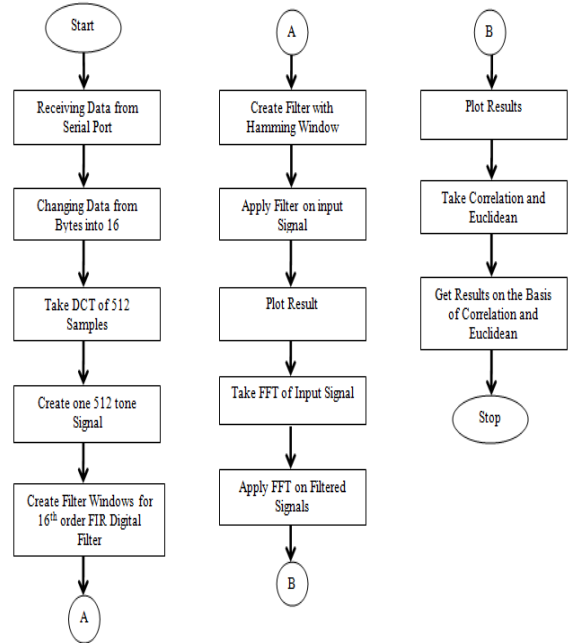 Start
Receiving Data from
Serial Port
Changing Data from
Bytes into 16
Take DCT of 512
Samples
Create one 512 tone
Signal
Create Filter Windows for
16th order FIR Digital
Filter
A
A
Create Filter with
Hamming Window
Apply Filter on input
Signal
Plot Result
Take FFT of Input Signal
Apply FFT on Filtered
Signals
B
B
Plot Results
Take Correlation and
Euclidean
Get Results on the Basis
of Correlation and
Euclidean
Stop